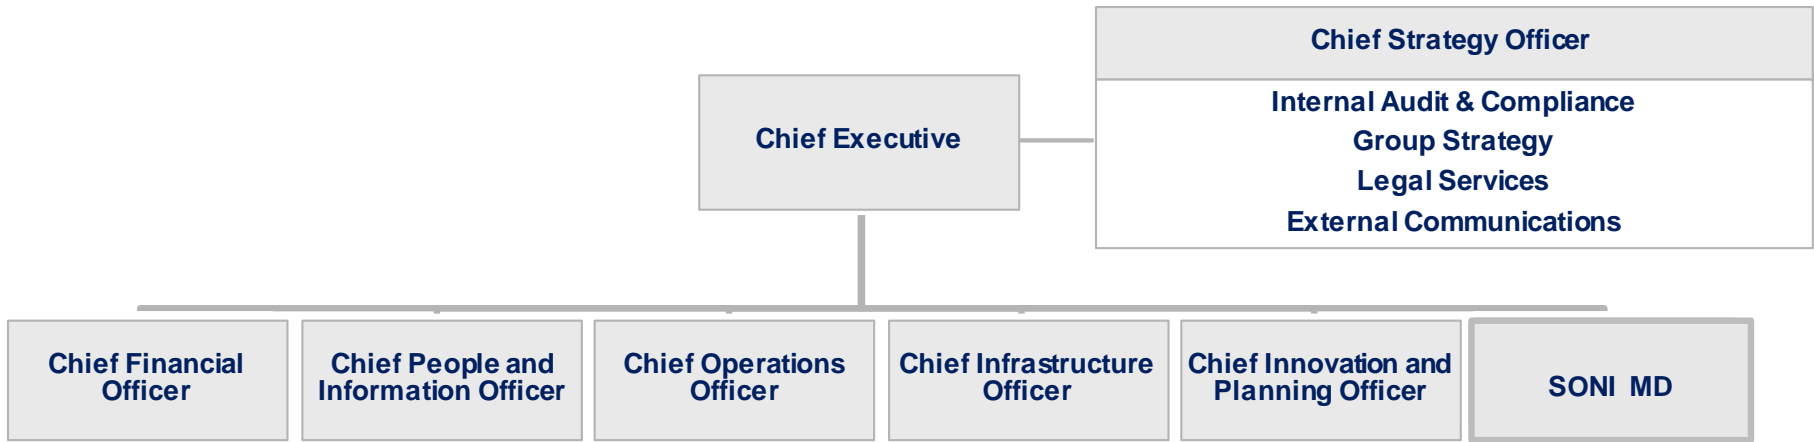 Chief Strategy Officer
Internal Audit & Compliance
Group Strategy
Legal Services
External Communications
Chief Executive
Chief Financial
Officer
Chief People and
Information Officer
Chief Operations
Officer
Chief Infrastructure
Officer
Chief Innovation and
Planning Officer
SONI MD